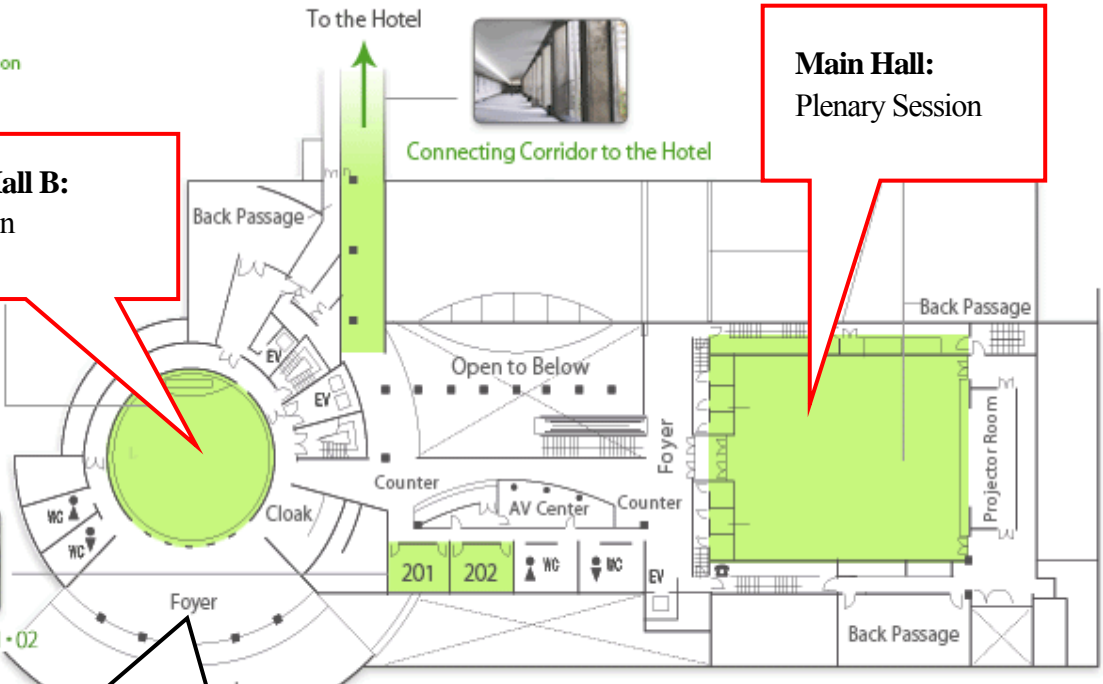 To the Hotel
on
Main Hall:
Plenary Session
Connecting Corridor to the Hotel
all B:
n
Back Passage
Back Passage
EV
Open to Below
EV
Foyer
Projector Room
Counter
AV Center
Counter
Cloak
WC
WC
201
202
WC
WC
EV
Foyer
Back Passage
・02